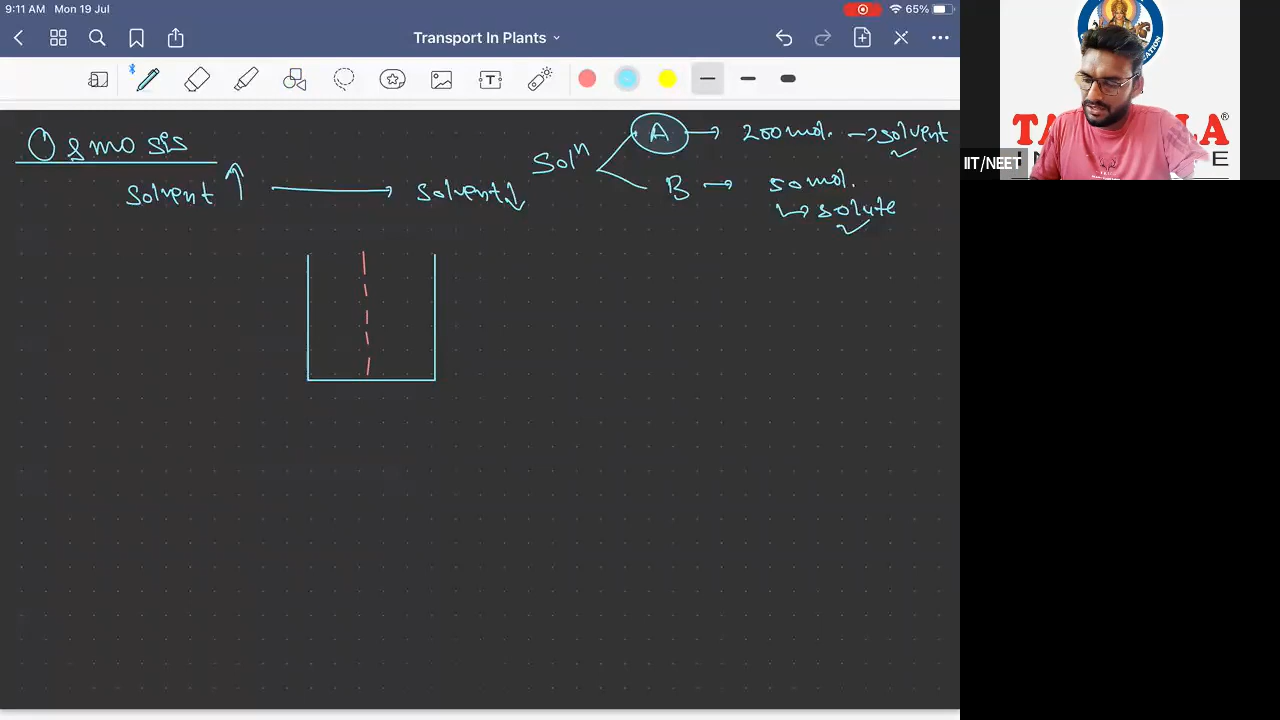 9:11 AM Mon 19 Jul
65%
Transport In Plants
Osmosis
Solvent ↑ → Solvent↓
Solⁿ
A → 200 mol. → solvent
B → 50 mol.
↳ solute
IIT/NEET